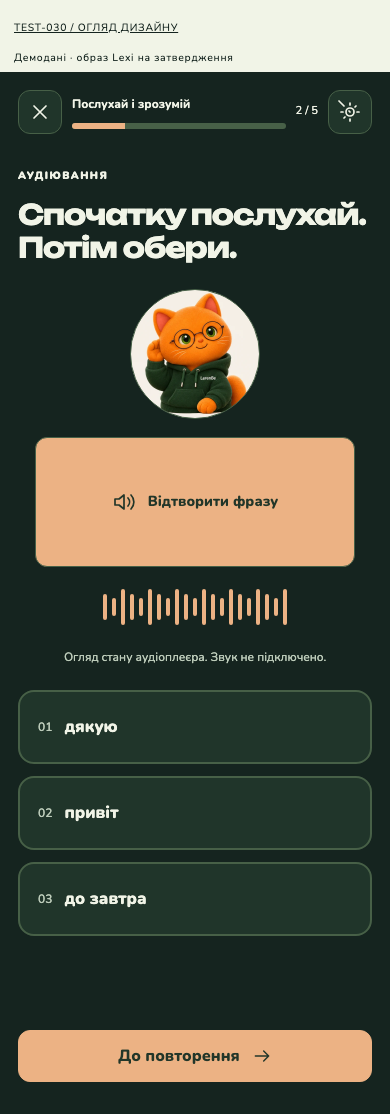 TEST-030 / ОГЛЯД ДИЗАЙНУ
Демодані · образ Lexi на затвердження
Послухай і зрозумій
2 / 5
АУДІЮВАННЯ
Спочатку послухай.
Потім обери.
Відтворити фразу
Огляд стану аудіоплеєра. Звук не підключено.
01 дякую
02 привіт
03 до завтра
До повторення